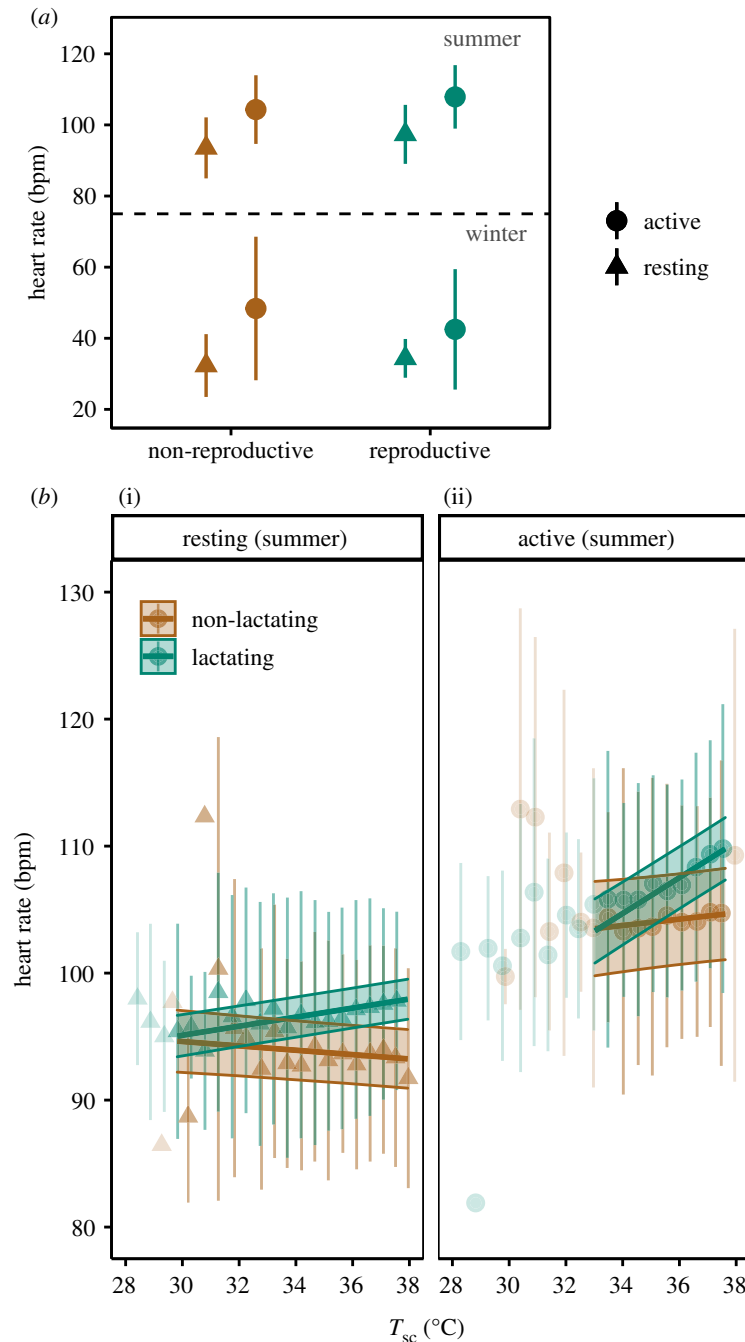 (a)
summer
120
100
80
60
40
20
heart rate (bpm)
winter
active
resting
non-reproductive
reproductive
(b)
(i)
(ii)
resting (summer)
active (summer)
130
120
110
100
90
80
heart rate (bpm)
non-lactating
lactating
28 30 32 34 36 38
28 30 32 34 36 38
Tsc (°C)